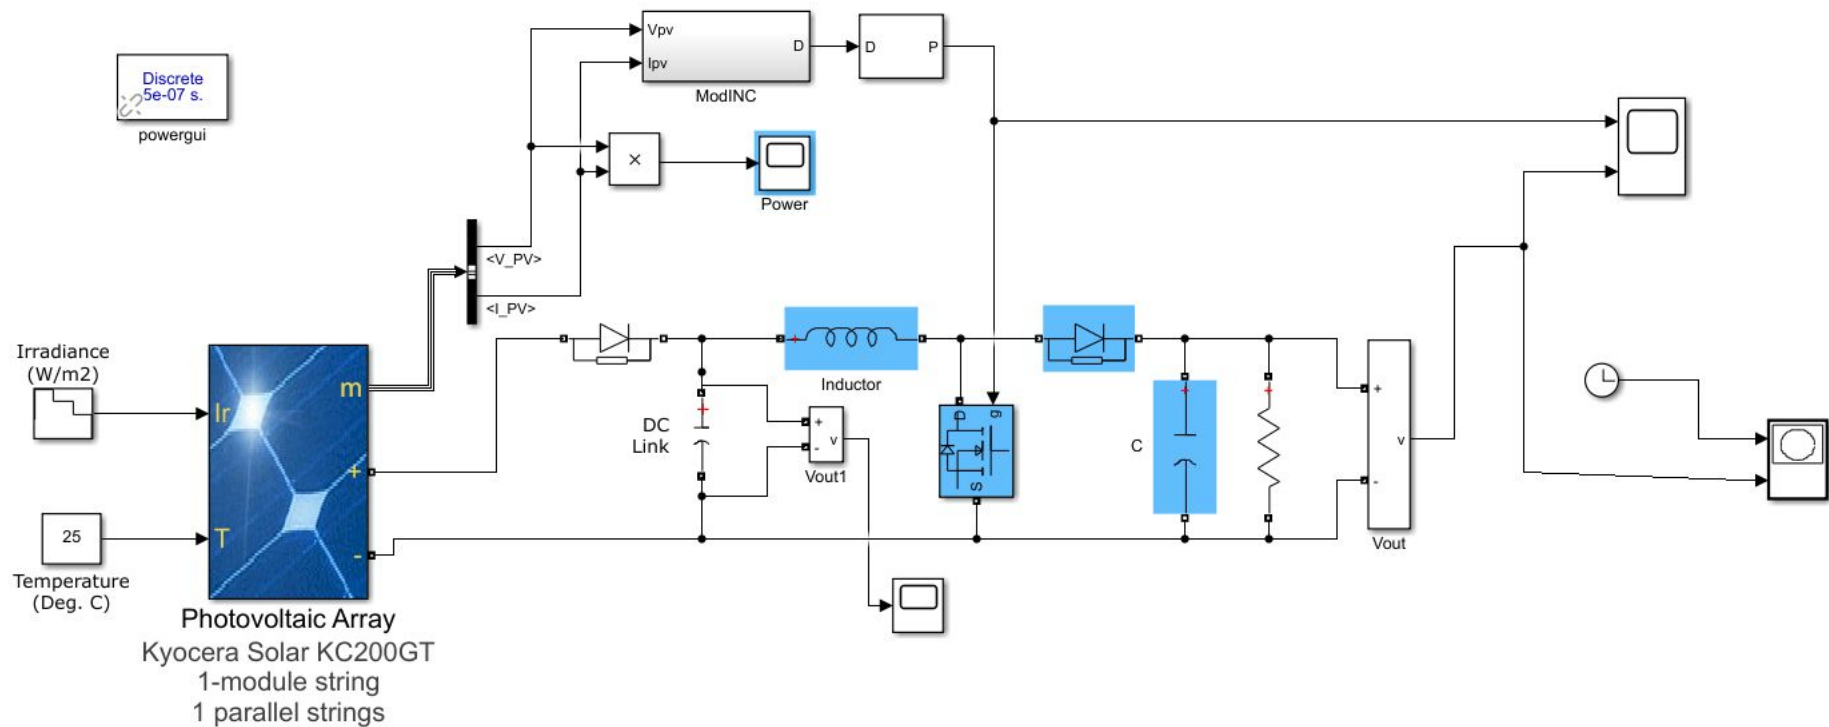 Discrete
5e-07 s.
powergui
Vpv
Ipv
D
ModINC
D
P
×
Power
<V_PV>
<I_PV>
Irradiance
(W/m2)
Ir
m
+
T
-
25
Temperature
(Deg. C)
Photovoltaic Array
Kyocera Solar KC200GT
1-module string
1 parallel strings
+
DC
Link
+
-
v
Vout1
+
Inductor
D
g
S
+
C
+
+
-
v
Vout